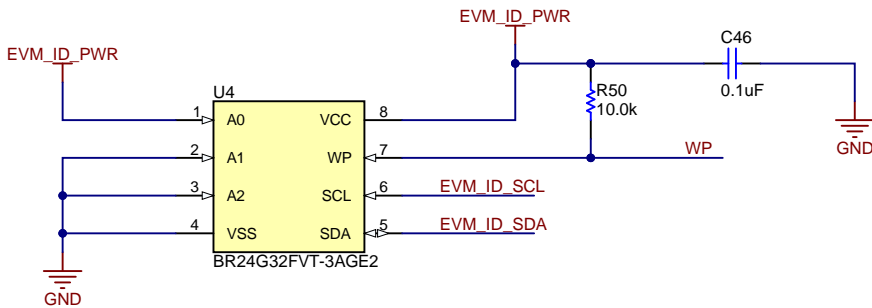 EVM_ID_PWR
C46
EVM_ID_PWR
U4
R50
10.0k
0.1uF
1 A0 VCC 8
2 A1 WP 7 WP
GND
3 A2 SCL 6 EVM_ID_SCL
4 VSS SDA 5 EVM_ID_SDA
BR24G32FVT-3AGE2
GND